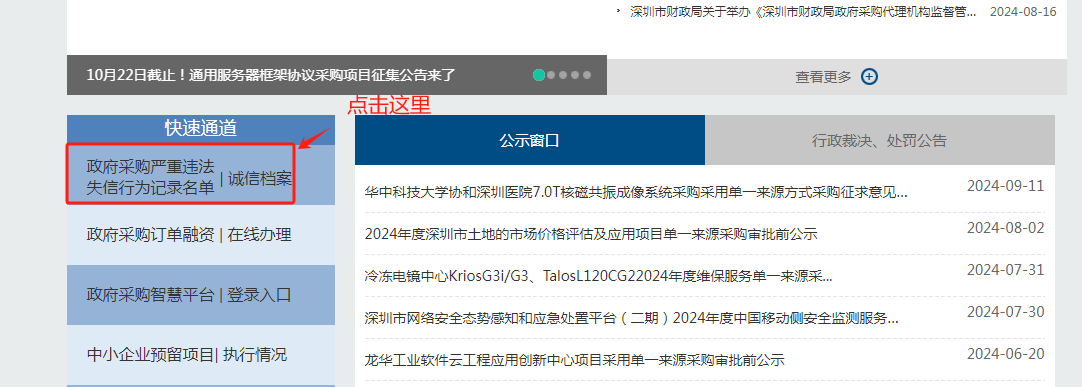 · 深圳市财政局关于举办《深圳市财政局政府采购代理机构监督管... 2024-08-16
10月22日截止！通用服务器框架协议采购项目征集公告来了
查看更多
点击这里
快速通道
政府采购严重违法
失信行为记录名单 | 诚信档案
政府采购订单融资 | 在线办理
政府采购智慧平台 | 登录入口
中小企业预留项目| 执行情况
公示窗口
行政裁决、处罚公告
华中科技大学协和深圳医院7.0T核磁共振成像系统采购采用单一来源方式采购征求意见... 2024-09-11
2024年度深圳市土地的市场价格评估及应用项目单一来源采购审批前公示 2024-08-02
冷冻电镜中心KriosG3i/G3、TalosL120CG22024年度维保服务单一来源采... 2024-07-31
深圳市网络安全态势感知和应急处置平台（二期）2024年度中国移动侧安全监测服务... 2024-07-30
龙华工业软件云工程应用创新中心项目采用单一来源采购审批前公示 2024-06-20